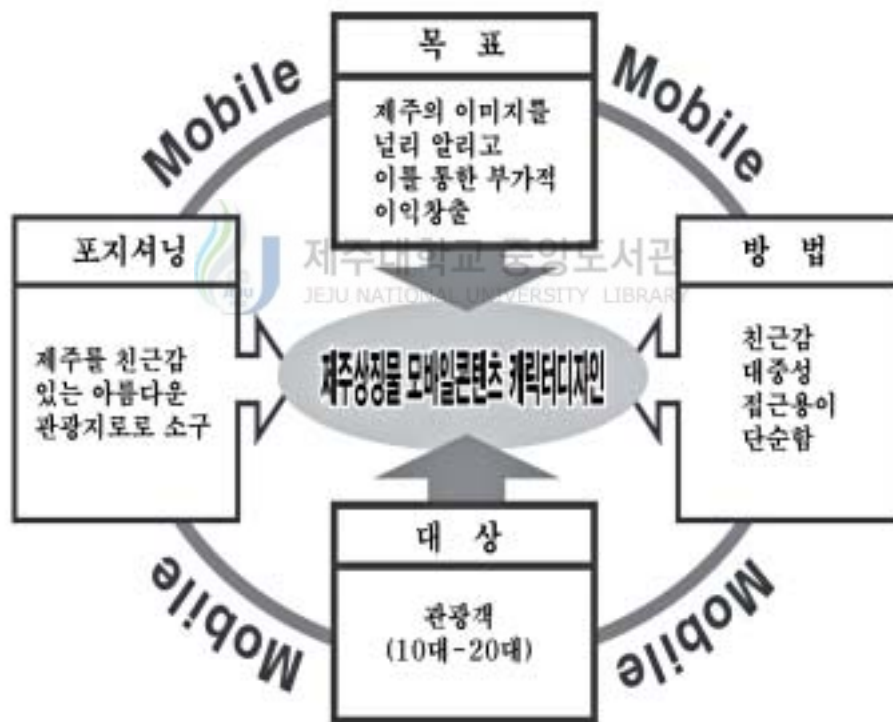 목 표
제주의 이미지를
널리 알리고
이를 통한 부가적
이익창출
Mobile
Mobile
포지셔닝
제주를 친근감
있는 아름다운
관광지로로 소구
제주대학교 중앙도서관
JEJU NATIONAL UNIVERSITY LIBRARY
방 법
친근감
대중성
접근용이
단순함
제주상징물 모바일콘텐츠 캐릭터디자인
대 상
관광객
(10대-20대)
Mobile
Mobile